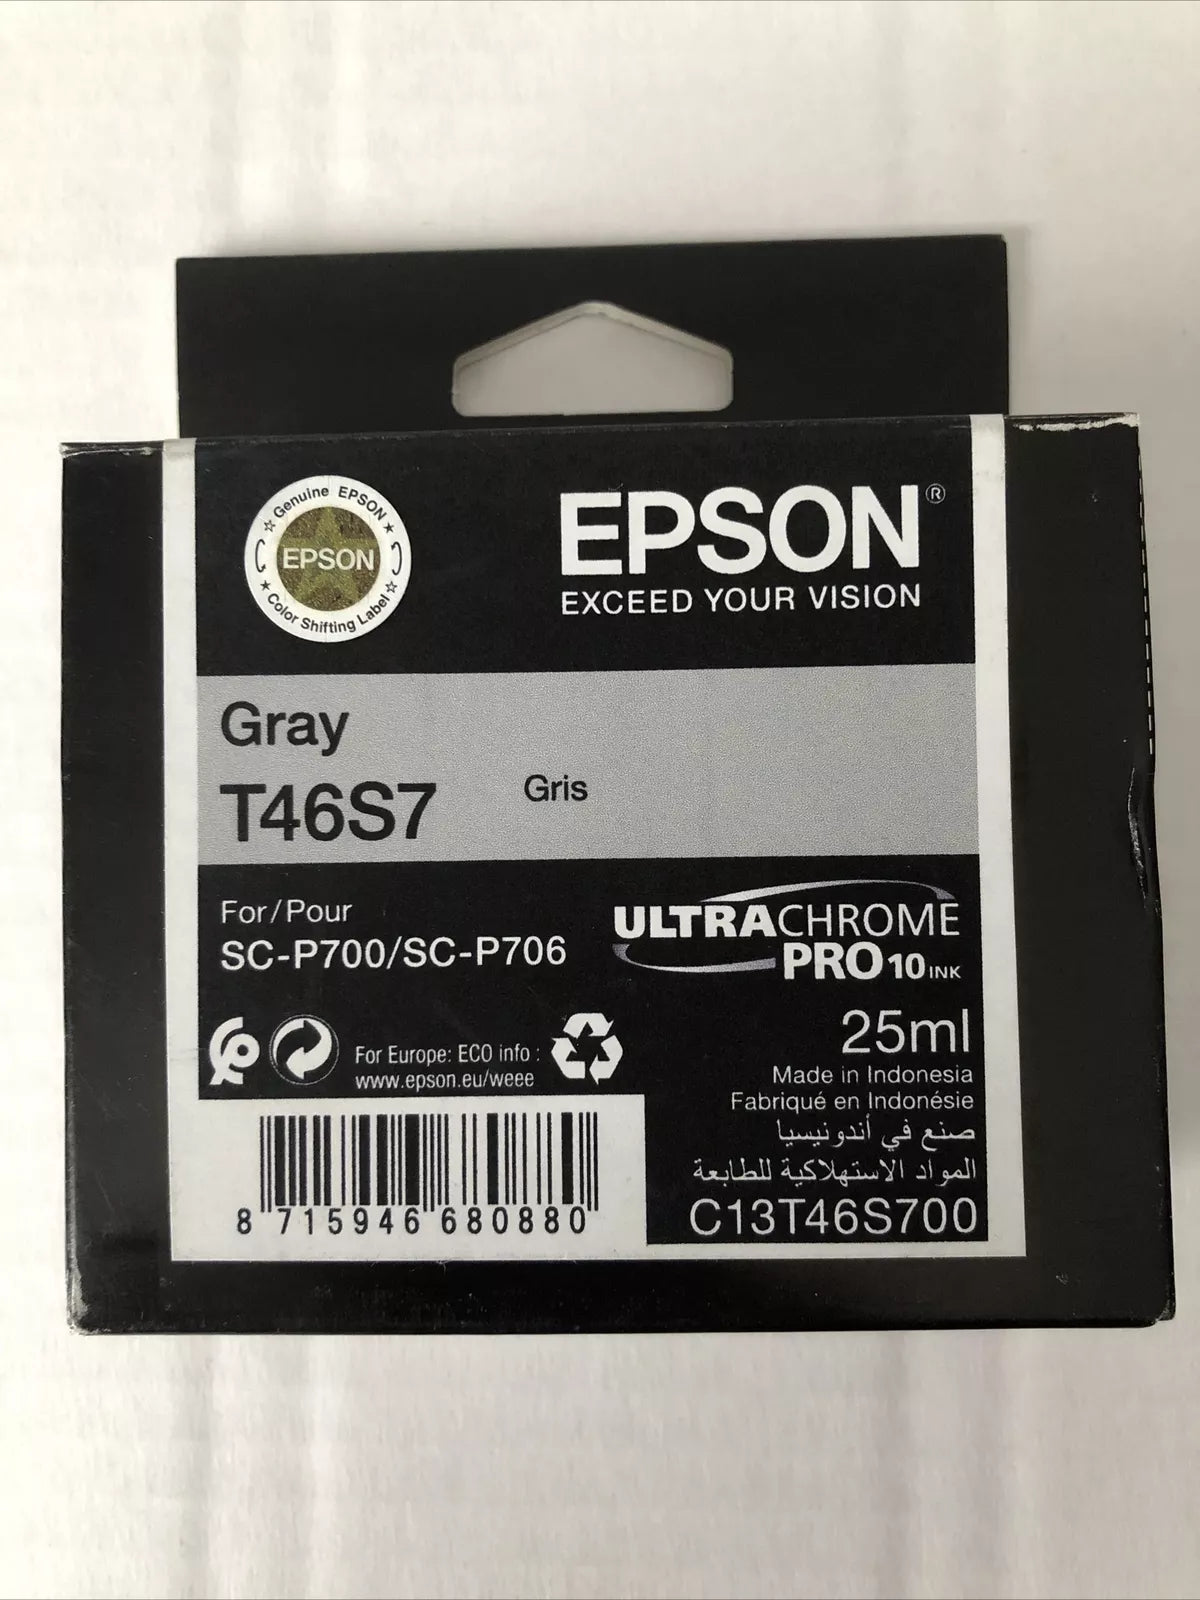 Genuine EPSON
EPSON
Color Shifting Label
EPSON®
EXCEED YOUR VISION
Gray
T46S7
Gris
For/Pour
SC-P700/SC-P706
ULTRACHROME
PRO10 INK
For Europe: ECO info :
www.epson.eu/weee
25ml
Made in Indonesia
Fabriqué en Indonésie
صنع في أندونيسيا
المواد الاستهلاكية للطابعة
C13T46S700
8 715946 680880